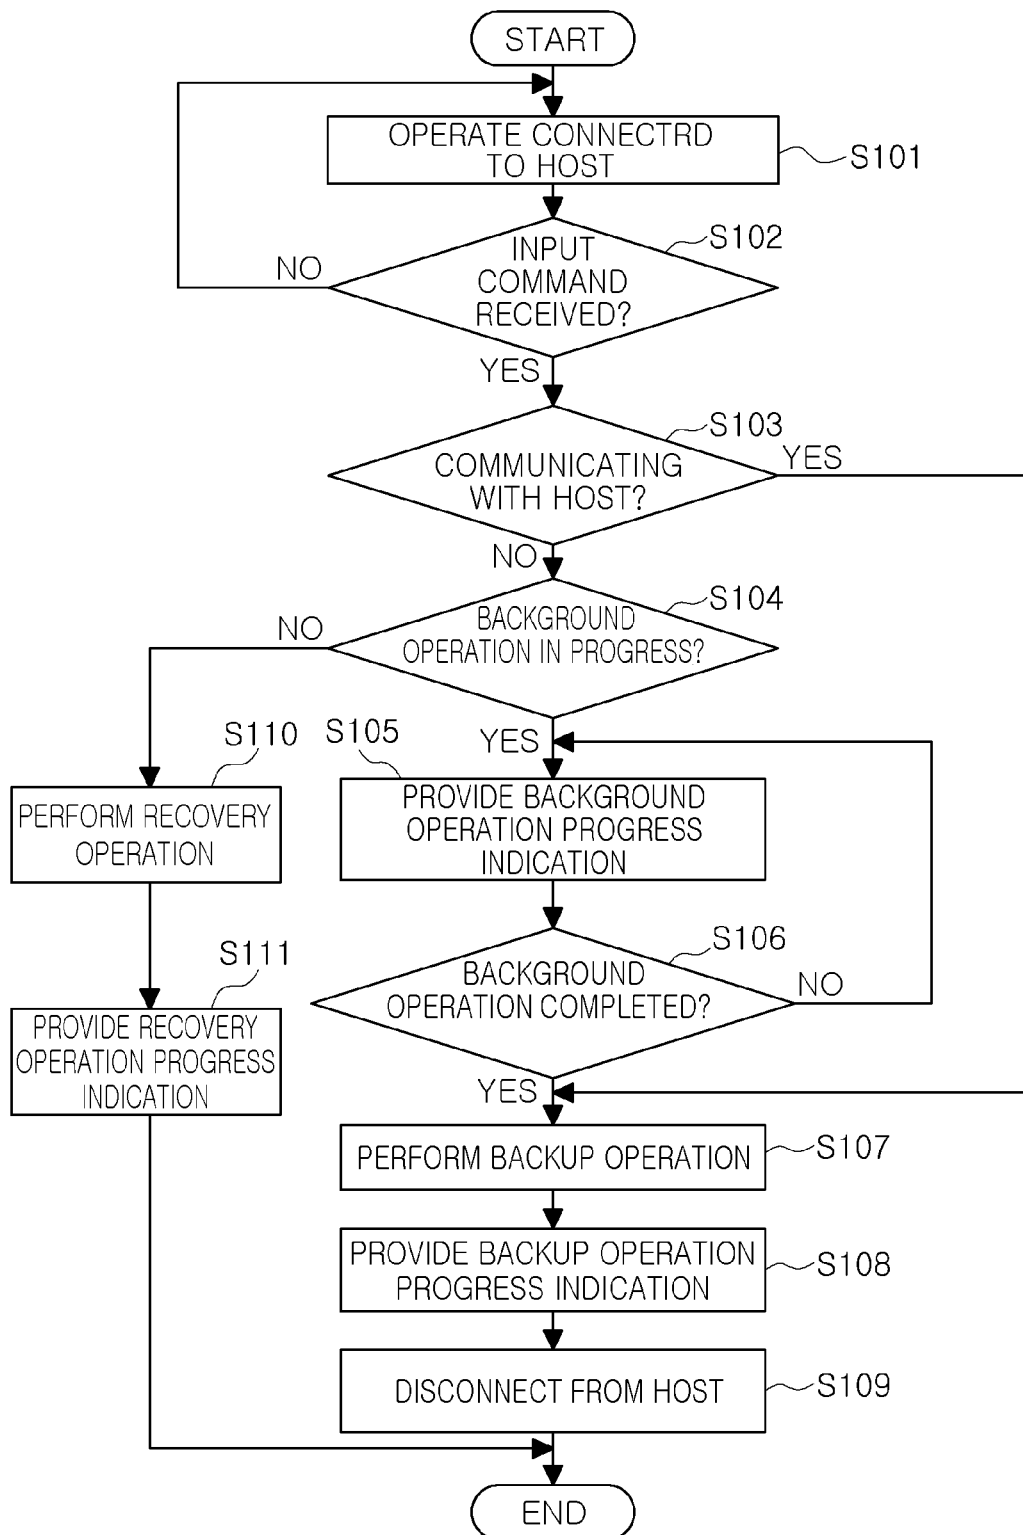 START
OPERATE CONNECTRD
TO HOST
S101
INPUT
COMMAND
RECEIVED?
S102
NO
YES
COMMUNICATING
WITH HOST?
S103
YES
NO
BACKGROUND
OPERATION IN PROGRESS?
S104
NO
YES
S110
PERFORM RECOVERY
OPERATION
S105
PROVIDE BACKGROUND
OPERATION PROGRESS
INDICATION
S111
PROVIDE RECOVERY
OPERATION PROGRESS
INDICATION
S106
BACKGROUND
OPERATION COMPLETED?
NO
YES
PERFORM BACKUP OPERATION
S107
PROVIDE BACKUP OPERATION
PROGRESS INDICATION
S108
DISCONNECT FROM HOST
S109
END